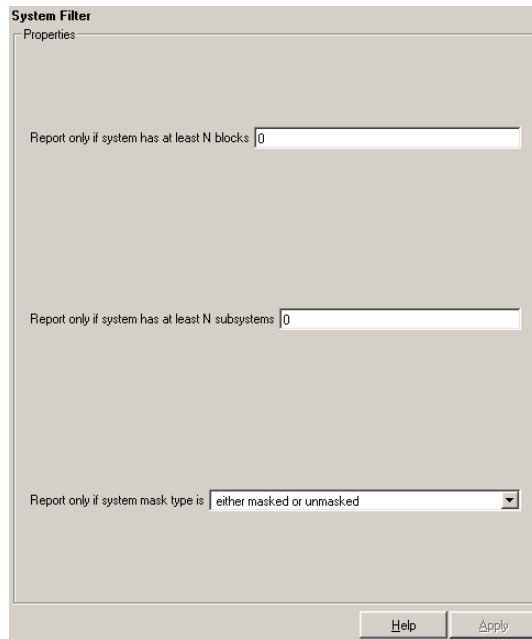 System Filter
Properties
Report only if system has at least N blocks 0
Report only if system has at least N subsystems 0
Report only if system mask type is either masked or unmasked
Help Apply